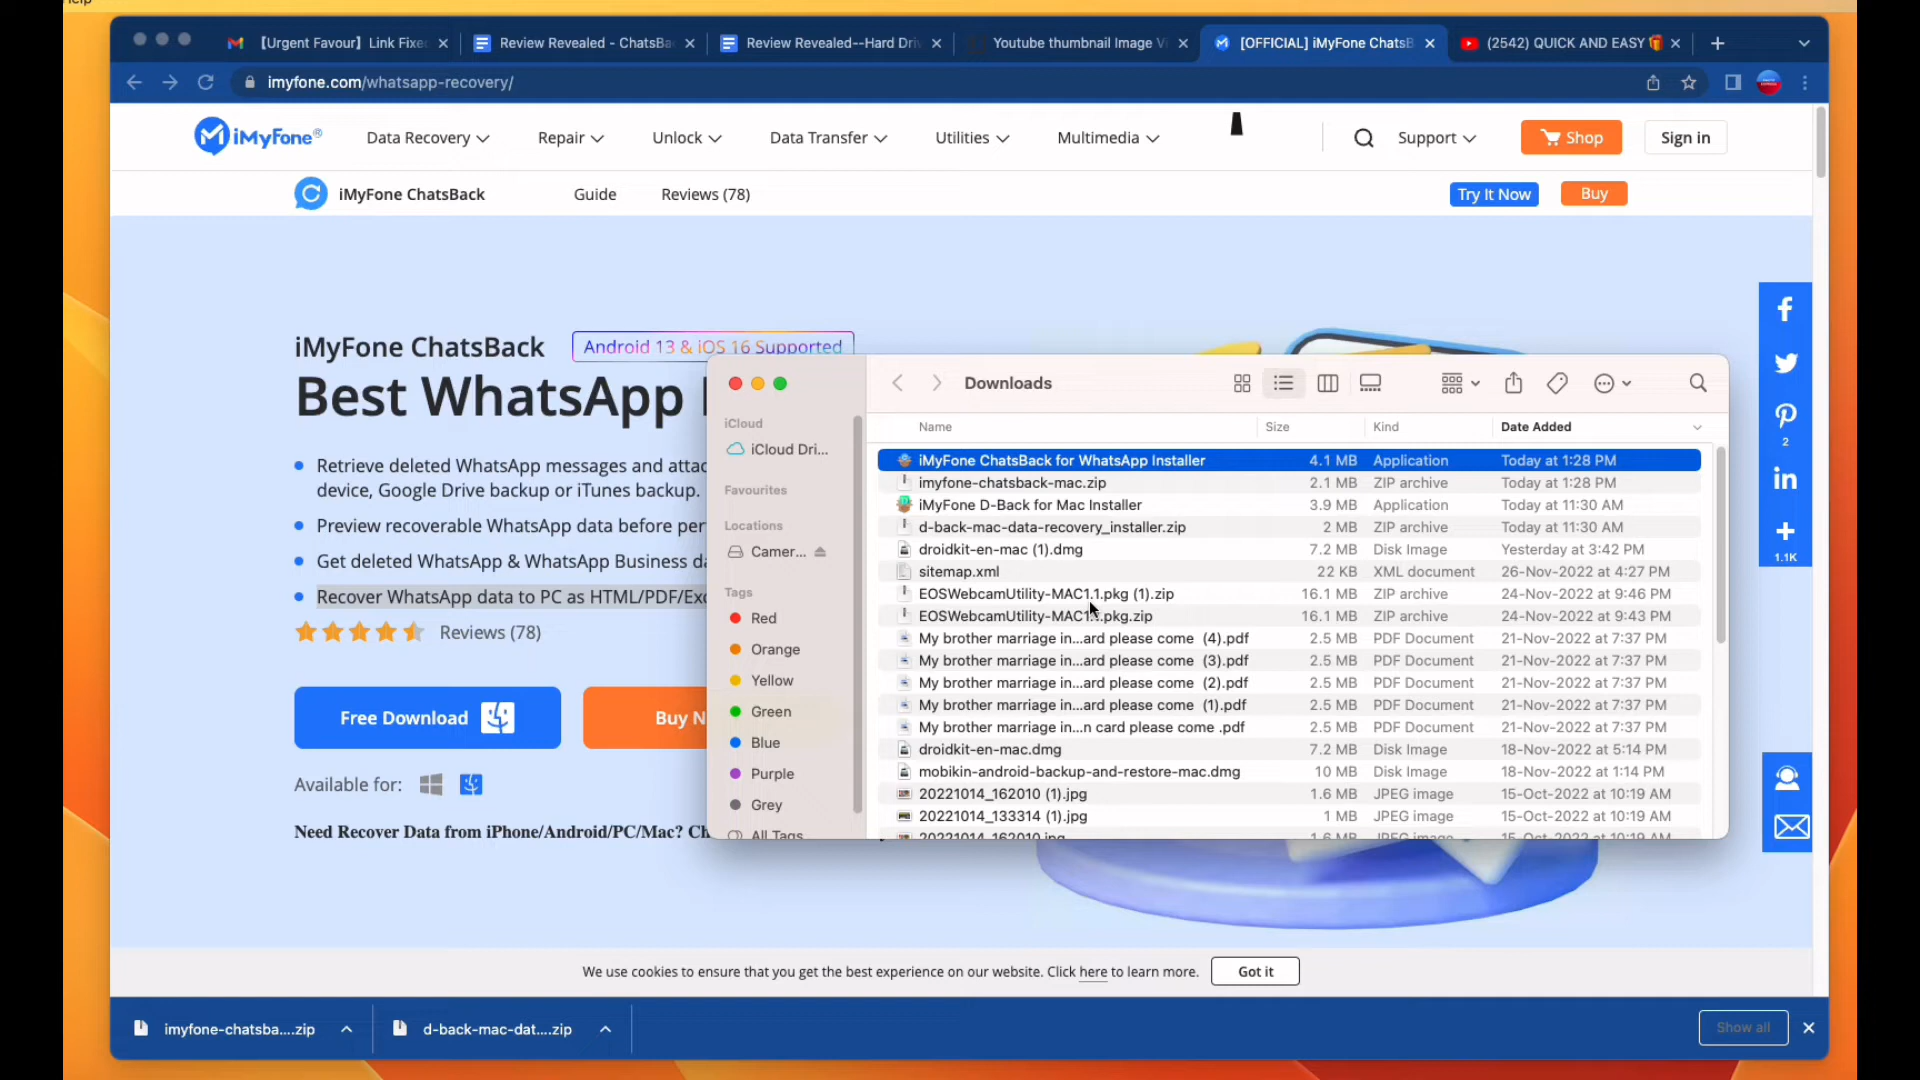 Help
【Urgent Favour】 Link Fixe
Review Revealed - ChatsBa
Review Revealed--Hard Dri
Youtube thumbnail Image Vi
[OFFICIAL] iMyFone ChatsB
(2542) QUICK AND EASY
imyfone.com/whatsapp-recovery/
iMyFone®
Data Recovery
Repair
Unlock
Data Transfer
Utilities
Multimedia
Support
Shop
Sign in
iMyFone ChatsBack
Guide
Reviews (78)
Try It Now
Buy
iMyFone ChatsBack
Android 13 & iOS 16 Supported
Best WhatsApp
Retrieve deleted WhatsApp messages and attac
device, Google Drive backup or iTunes backup.
Preview recoverable WhatsApp data before per
Get deleted WhatsApp & WhatsApp Business da
Recover WhatsApp data to PC as HTML/PDF/Exc
Reviews (78)
Free Download
Buy N
Available for:
Need Recover Data from iPhone/Android/PC/Mac? Ch
2
1.1K
Downloads
iCloud
iCloud Dri...
Favourites
Locations
Camer...
Tags
Red
Orange
Yellow
Green
Blue
Purple
Grey
All Tags
Name Size Kind Date Added
iMyFone ChatsBack for WhatsApp Installer 4.1 MB Application Today at 1:28 PM
imyfone-chatsback-mac.zip 2.1 MB ZIP archive Today at 1:28 PM
iMyFone D-Back for Mac Installer 3.9 MB Application Today at 11:30 AM
d-back-mac-data-recovery_installer.zip 2 MB ZIP archive Today at 11:30 AM
droidkit-en-mac (1).dmg 7.2 MB Disk Image Yesterday at 3:42 PM
sitemap.xml 22 KB XML document 26-Nov-2022 at 4:27 PM
EOSWebcamUtility-MAC1.1.pkg (1).zip 16.1 MB ZIP archive 24-Nov-2022 at 9:46 PM
EOSWebcamUtility-MAC1.1.pkg.zip 16.1 MB ZIP archive 24-Nov-2022 at 9:43 PM
My brother marriage in...ard please come (4).pdf 2.5 MB PDF Document 21-Nov-2022 at 7:37 PM
My brother marriage in...ard please come (3).pdf 2.5 MB PDF Document 21-Nov-2022 at 7:37 PM
My brother marriage in...ard please come (2).pdf 2.5 MB PDF Document 21-Nov-2022 at 7:37 PM
My brother marriage in...ard please come (1).pdf 2.5 MB PDF Document 21-Nov-2022 at 7:37 PM
My brother marriage in...n card please come .pdf 2.5 MB PDF Document 21-Nov-2022 at 7:37 PM
droidkit-en-mac.dmg 7.2 MB Disk Image 18-Nov-2022 at 5:14 PM
mobikin-android-backup-and-restore-mac.dmg 10 MB Disk Image 18-Nov-2022 at 1:14 PM
20221014_162010 (1).jpg 1.6 MB JPEG image 15-Oct-2022 at 10:19 AM
20221014_133314 (1).jpg 1 MB JPEG image 15-Oct-2022 at 10:19 AM
20221014_162010.jpg 1.6 MB JPEG image 15-Oct-2022 at 10:19 AM
We use cookies to ensure that you get the best experience on our website. Click here to learn more.
Got it
imyfone-chatsba....zip
d-back-mac-dat....zip
Show all